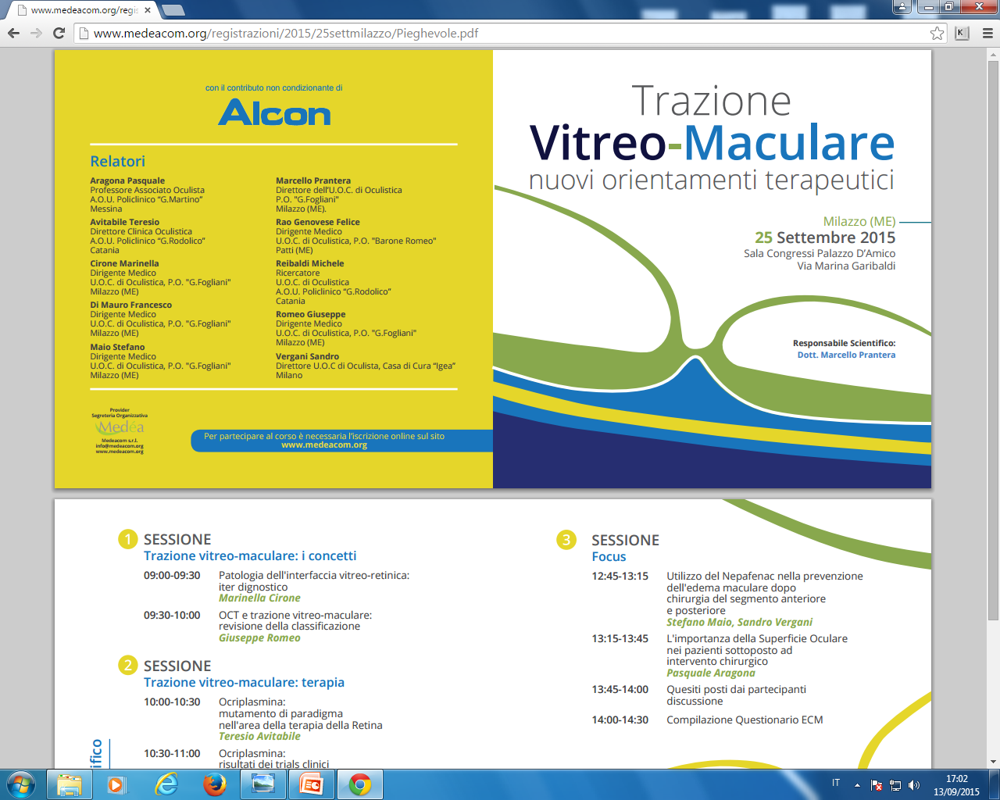 www.medeacom.org/regis
www.medeacom.org/registrazioni/2015/25settmilazzo/Pieghevole.pdf
con il contributo non condizionante di
Alcon
Relatori
Aragona Pasquale
Professore Associato Oculista
A.O.U. Policlinico “G.Martino”
Messina
Avitabile Teresio
Direttore Clinica Oculistica
A.O.U. Policlinico “G.Rodolico”
Catania
Cirone Marinella
Dirigente Medico
U.O.C. di Oculistica, P.O. "G.Fogliani"
Milazzo (ME)
Di Mauro Francesco
Dirigente Medico
U.O.C. di Oculistica, P.O. "G.Fogliani"
Milazzo (ME)
Maio Stefano
Dirigente Medico
U.O.C. di Oculistica, P.O. "G.Fogliani"
Milazzo (ME)
Marcello Prantera
Direttore dell’U.O.C. di Oculistica
P.O. "G.Fogliani"
Milazzo (ME).
Rao Genovese Felice
Dirigente Medico
U.O.C. di Oculistica, P.O. "Barone Romeo"
Patti (ME)
Reibaldi Michele
Ricercatore
U.O.C. di Oculistica
A.O.U. Policlinico “G.Rodolico”
Catania
Romeo Giuseppe
Dirigente Medico
U.O.C. di Oculistica, P.O. "G.Fogliani"
Milazzo (ME)
Vergani Sandro
Direttore U.O.C di Oculista, Casa di Cura “Igea”
Milano
Provider
Segreteria Organizzativa
Medéa
Medeacom s.r.l.
info@medeacom.org
www.medeacom.org
Per partecipare al corso è necessaria l’iscrizione online sul sito
www.medeacom.org
Trazione
Vitreo-Maculare
nuovi orientamenti terapeutici
Milazzo (ME)
25 Settembre 2015
Sala Congressi Palazzo D’Amico
Via Marina Garibaldi
Responsabile Scientifico:
Dott. Marcello Prantera
1 SESSIONE
Trazione vitreo-maculare: i concetti
09:00-09:30 Patologia dell'interfaccia vitreo-retinica:
iter dignostico
Marinella Cirone
09:30-10:00 OCT e trazione vitreo-maculare:
revisione della classificazione
Giuseppe Romeo
2 SESSIONE
Trazione vitreo-maculare: terapia
10:00-10:30 Ocriplasmina:
mutamento di paradigma
nell'area della terapia della Retina
Teresio Avitabile
10:30-11:00 Ocriplasmina:
risultati dei trials clinici
ifico
3 SESSIONE
Focus
12:45-13:15 Utilizzo del Nepafenac nella prevenzione
dell'edema maculare dopo
chirurgia del segmento anteriore
e posteriore
Stefano Maio, Sandro Vergani
13:15-13:45 L'importanza della Superficie Oculare
nei pazienti sottoposto ad
intervento chirurgico
Pasquale Aragona
13:45-14:00 Quesiti posti dai partecipanti
discussione
14:00-14:30 Compilazione Questionario ECM
IT
17:02
13/09/2015